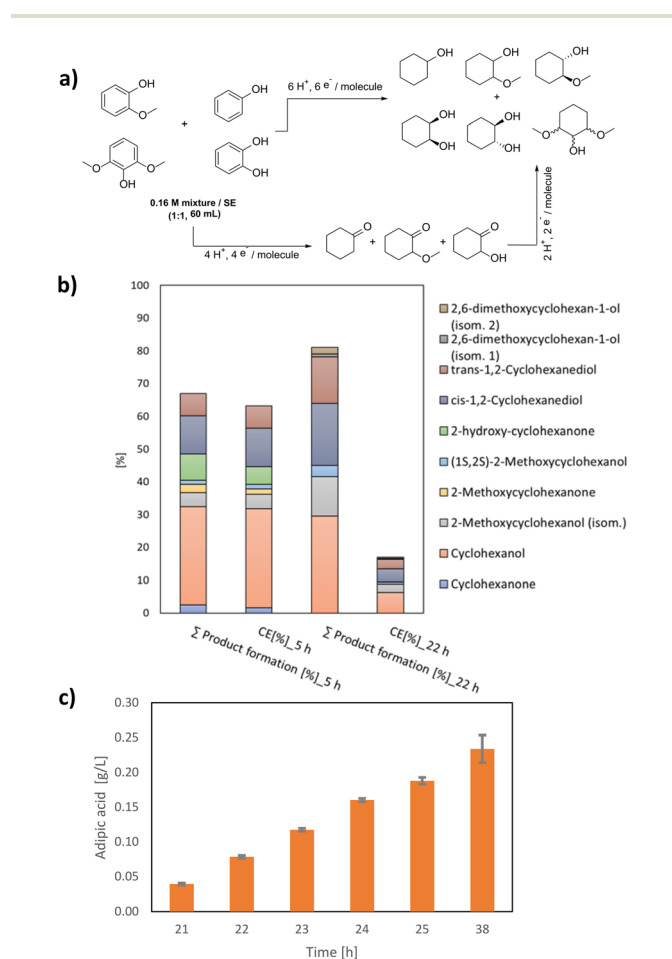 a)
OH
O
O
O
OH
+
OH
OH
OH
0.16 M mixture / SE
(1:1, 60 mL)
6 H+, 6 e- / molecule
4 H+, 4 e- / molecule
2 H+, 2 e- / molecule
OH
OH
O
OH
O
+
OH
OH
OH
OH
O
OH
O
O
+
O
O
+
O
OH
b)
[%]
100
90
80
70
60
50
40
30
20
10
0
∑ Product formation [%]_5 h
CE[%]_5 h
∑ Product formation [%]_22 h
CE[%]_22 h
2,6-dimethoxycyclohexan-1-ol
(isom. 2)
2,6-dimethoxycyclohexan-1-ol
(isom. 1)
trans-1,2-Cyclohexanediol
cis-1,2-Cyclohexanediol
2-hydroxy-cyclohexanone
(1S,2S)-2-Methoxycyclohexanol
2-Methoxycyclohexanone
2-Methoxycyclohexanol (isom.)
Cyclohexanol
Cyclohexanone
c)
Adipic acid [g/L]
0.30
0.25
0.20
0.15
0.10
0.05
0.00
21 22 23 24 25 38
Time [h]